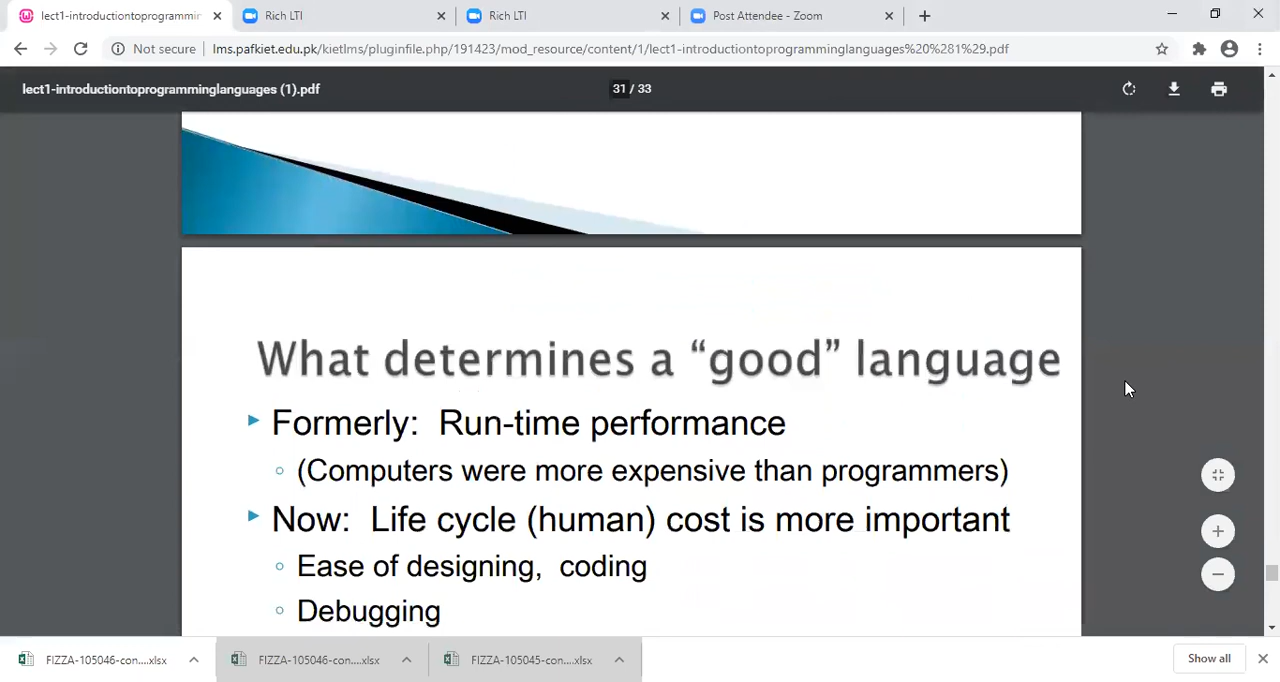 lect1-introductiontoprogrammin
Rich LTI
Rich LTI
Post Attendee - Zoom
Not secure
lms.pafkiet.edu.pk/kietlms/pluginfile.php/191423/mod_resource/content/1/lect1-introductiontoprogramminglanguages%20%281%29.pdf
lect1-introductiontoprogramminglanguages (1).pdf
31 / 33
What determines a “good” language
Formerly: Run-time performance
(Computers were more expensive than programmers)
Now: Life cycle (human) cost is more important
Ease of designing, coding
Debugging
FIZZA-105046-con....xlsx
FIZZA-105046-con....xlsx
FIZZA-105045-con....xlsx
Show all